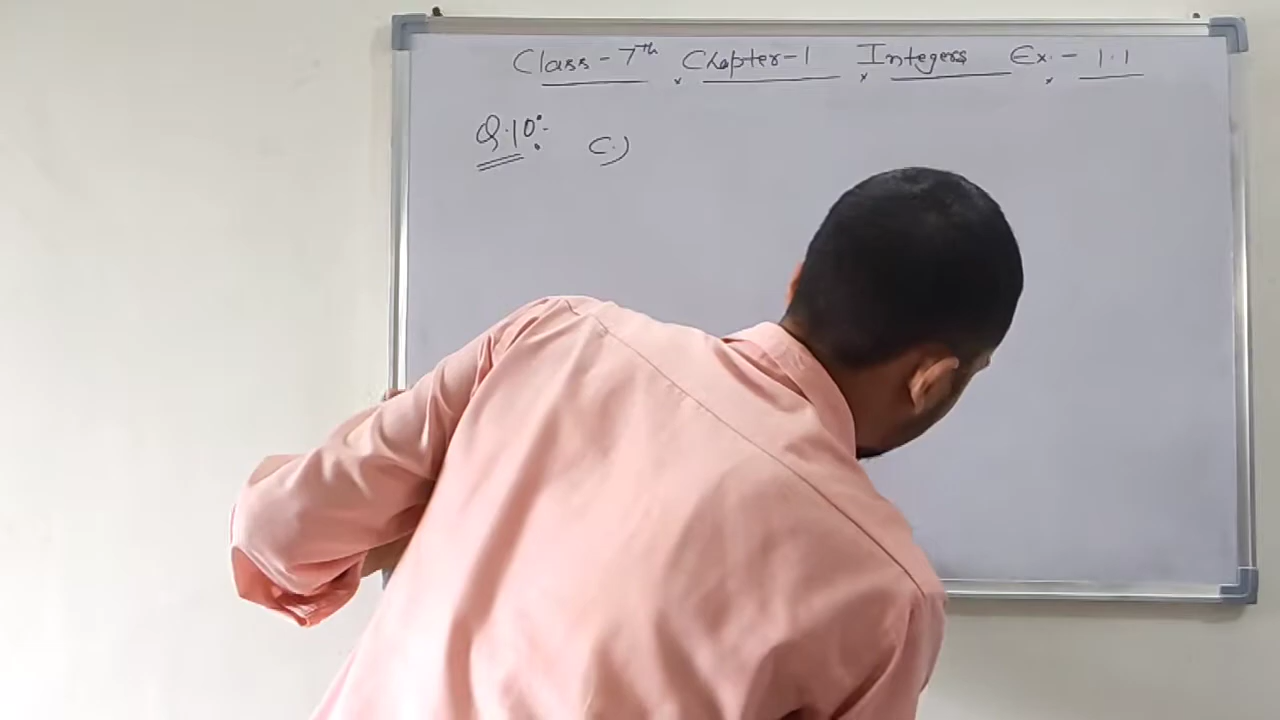 Class - 7th Chapter-1 Integers Ex. - 1.1
Q.10:- C.)